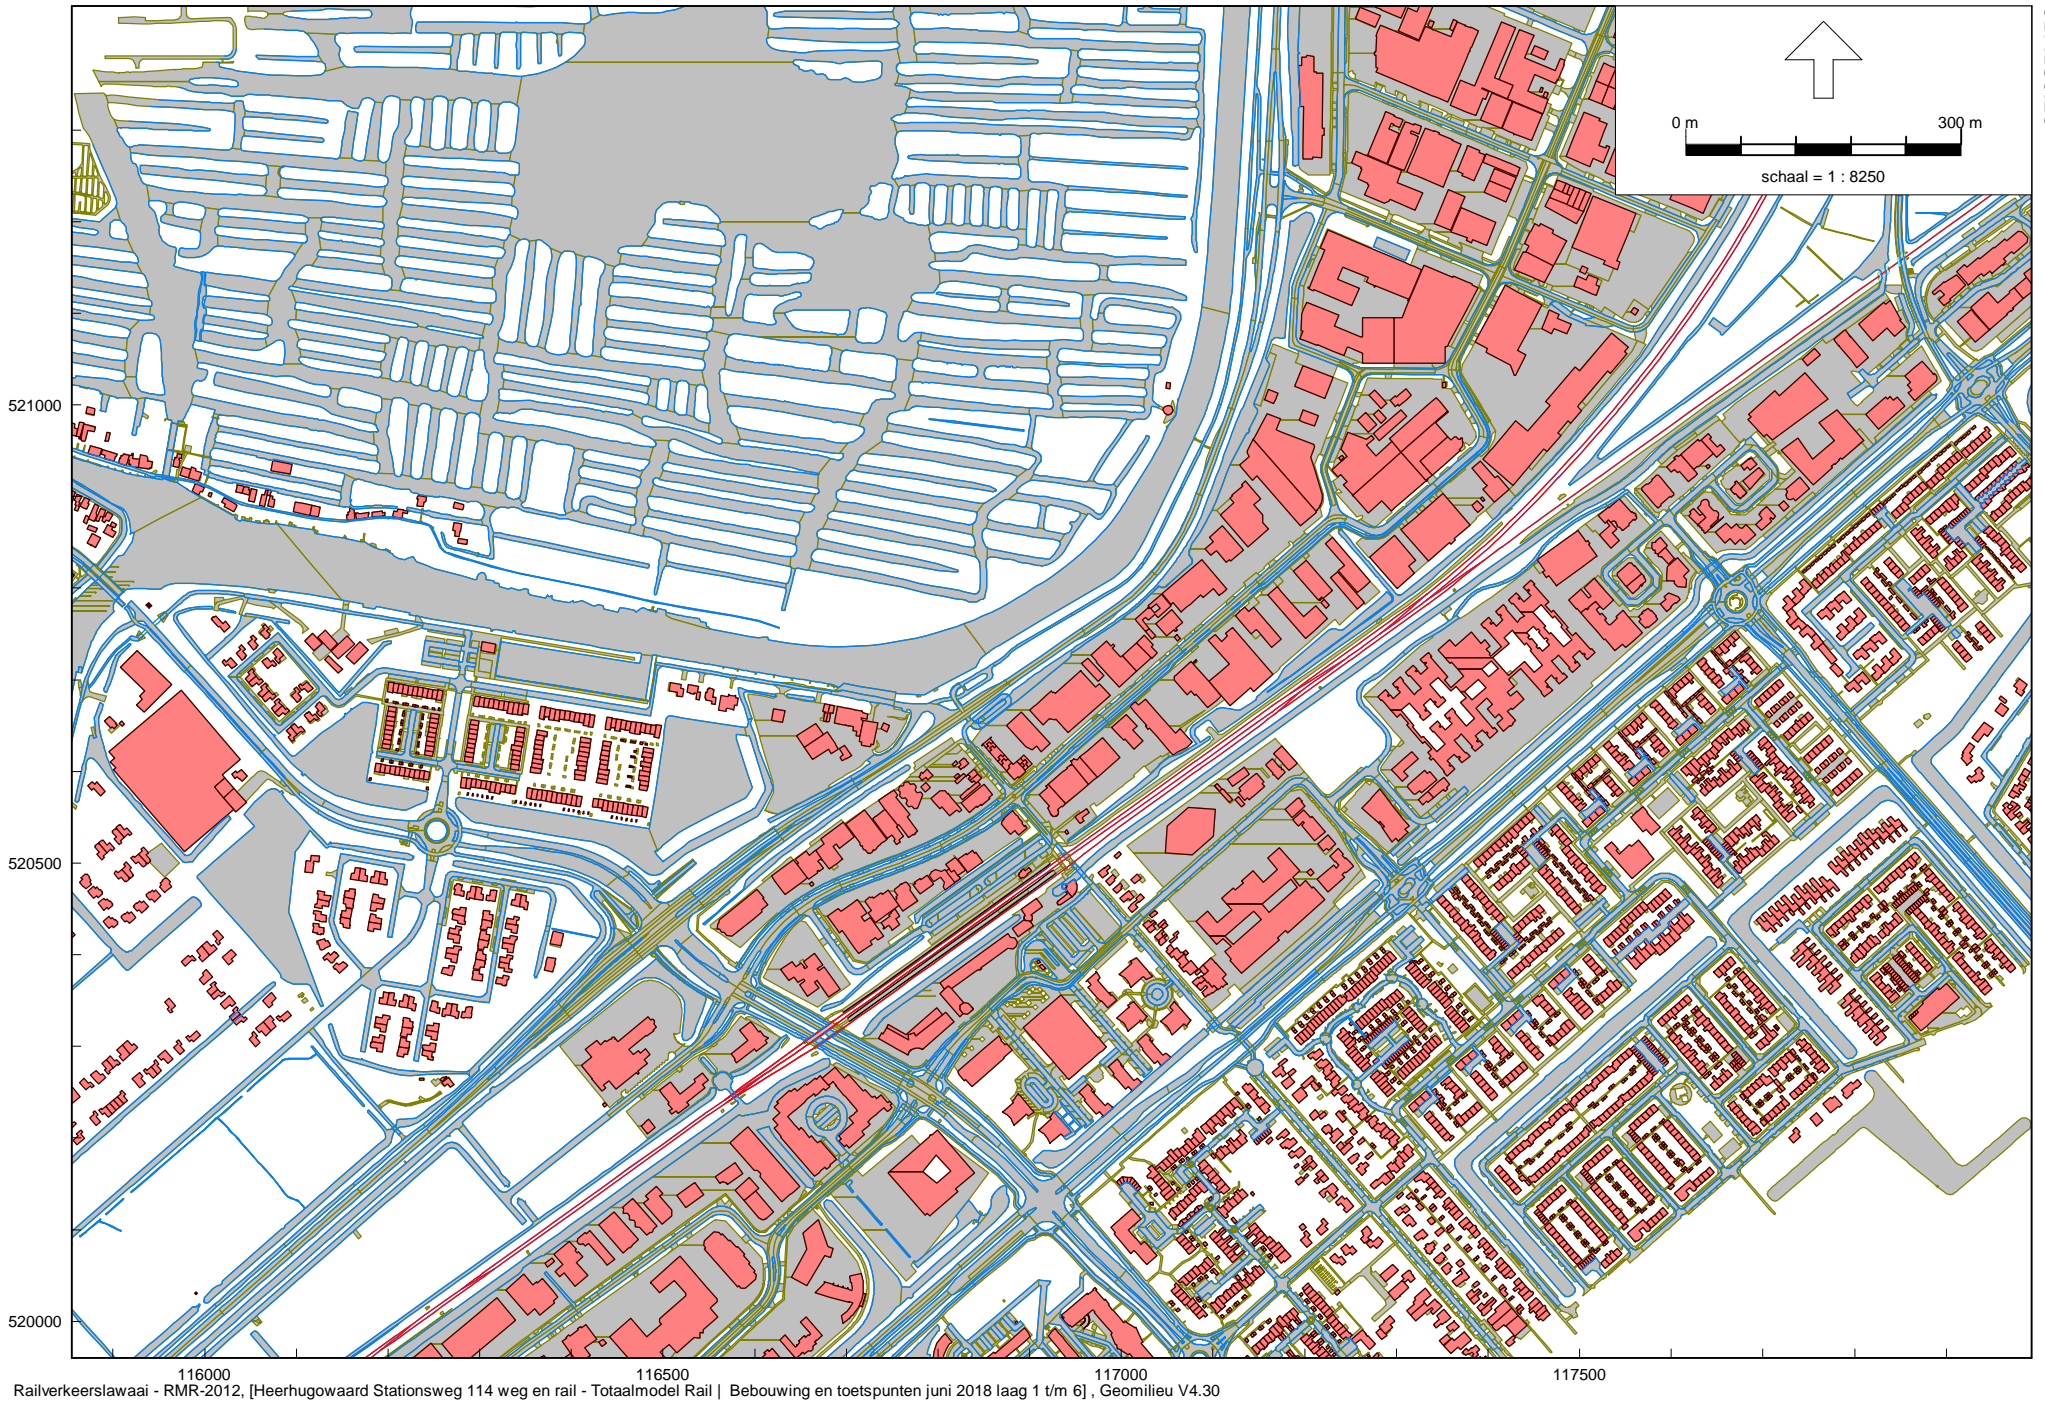 0 m 300 m
schaal = 1 : 8250
521000
520500
520000
116000 116500 117000 117500
Railverkeerslawaai - RMR-2012, [Heerhugowaard Stationsweg 114 weg en rail - Totaalmodel Rail | Bebouwing en toetspunten juni 2018 laag 1 t/m 6] , Geomilieu V4.30